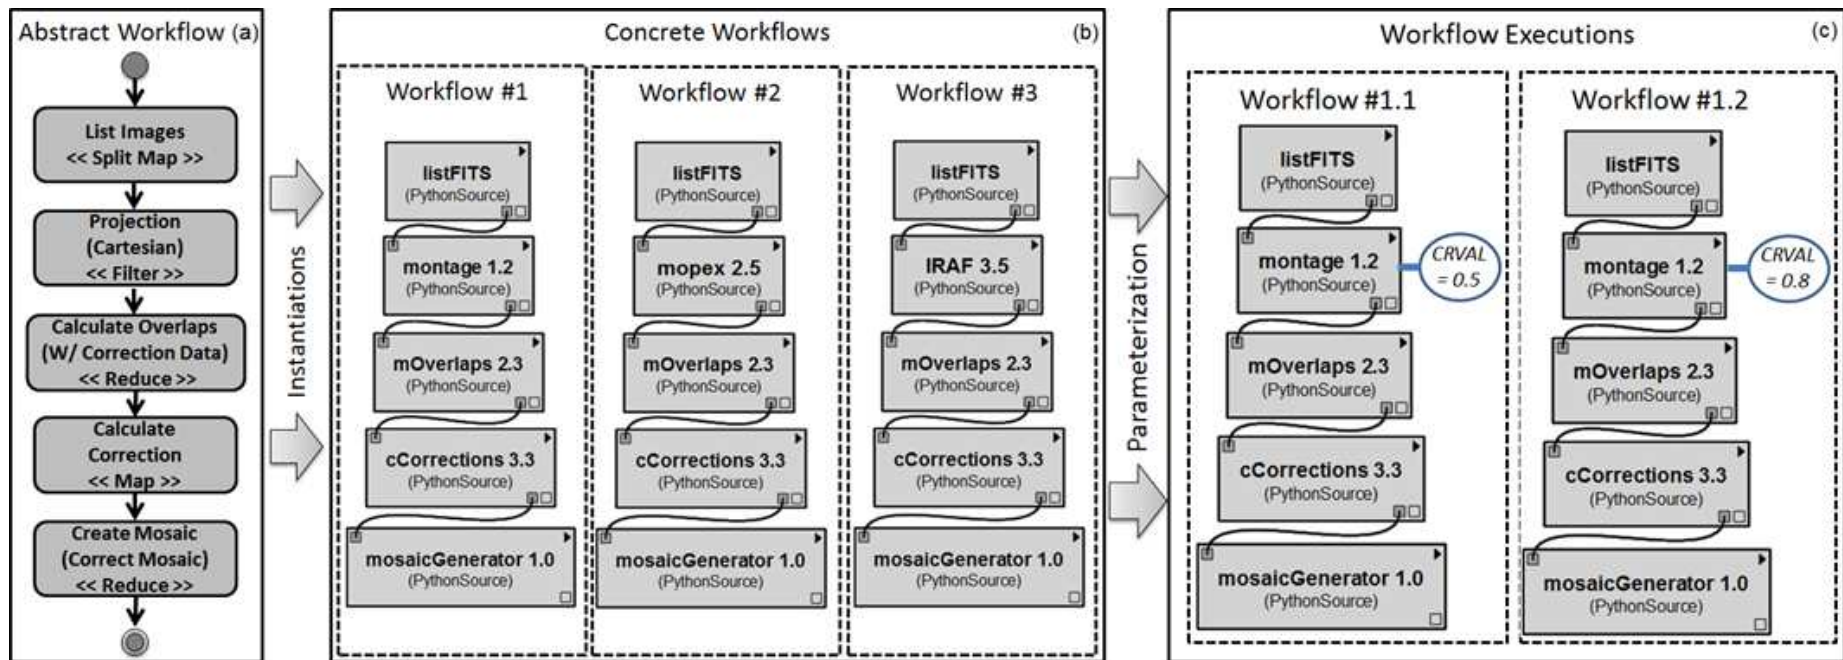 Abstract Workflow (a)
List Images
<< Split Map >>
Projection
(Cartesian)
<< Filter >>
Calculate Overlaps
(W/ Correction Data)
<< Reduce >>
Calculate
Correction
<< Map >>
Create Mosaic
(Correct Mosaic)
<< Reduce >>
Instantiations
Concrete Workflows
(b)
Workflow #1
listFITS
(PythonSource)
montage 1.2
(PythonSource)
mOverlaps 2.3
(PythonSource)
cCorrections 3.3
(PythonSource)
mosaicGenerator 1.0
(PythonSource)
Workflow #2
listFITS
(PythonSource)
mopex 2.5
(PythonSource)
mOverlaps 2.3
(PythonSource)
cCorrections 3.3
(PythonSource)
mosaicGenerator 1.0
(PythonSource)
Workflow #3
listFITS
(PythonSource)
IRAF 3.5
(PythonSource)
mOverlaps 2.3
(PythonSource)
cCorrections 3.3
(PythonSource)
mosaicGenerator 1.0
(PythonSource)
Parameterization
Workflow Executions
(c)
Workflow #1.1
listFITS
(PythonSource)
montage 1.2
(PythonSource)
CRVAL
= 0.5
mOverlaps 2.3
(PythonSource)
cCorrections 3.3
(PythonSource)
mosaicGenerator 1.0
(PythonSource)
Workflow #1.2
listFITS
(PythonSource)
montage 1.2
(PythonSource)
CRVAL
= 0.8
mOverlaps 2.3
(PythonSource)
cCorrections 3.3
(PythonSource)
mosaicGenerator 1.0
(PythonSource)